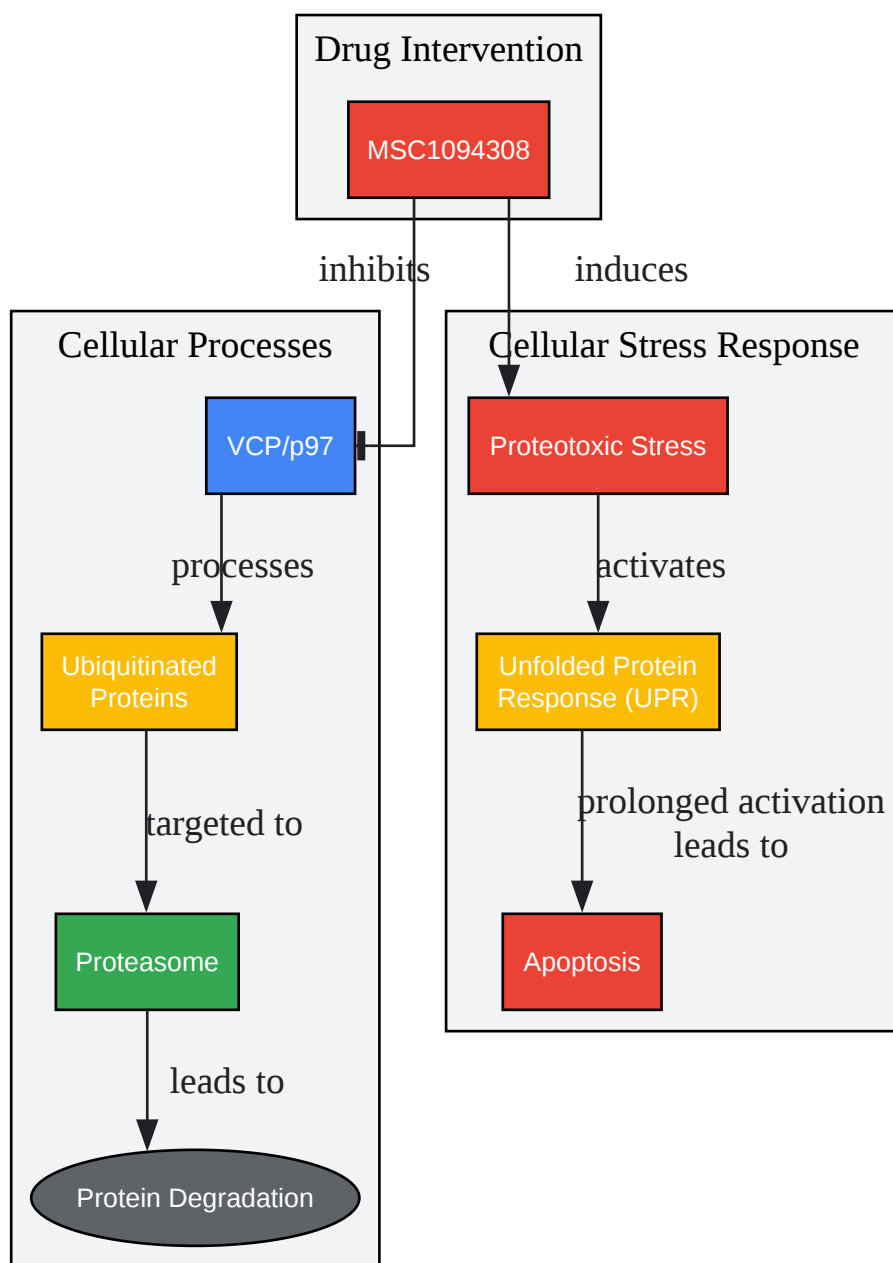 Drug Intervention
MSC1094308
inhibits
induces
Cellular Processes
VCP/p97
processes
Ubiquitinated
Proteins
targeted to
Proteasome
leads to
Protein Degradation
Cellular Stress Response
Proteotoxic Stress
activates
Unfolded Protein
Response (UPR)
prolonged activation
leads to
Apoptosis